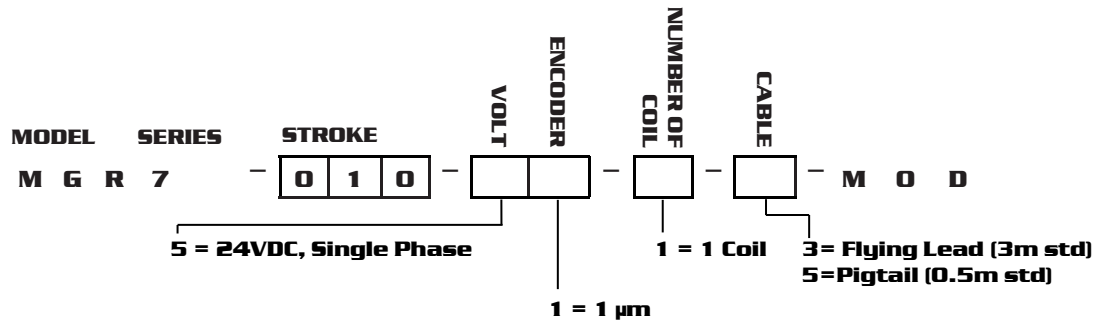 VOLT
ENCODER
NUMBER OF
COIL
CABLE
MODEL SERIES STROKE
M G R 7 - 0 1 0 - - - - M O D
5 = 24VDC, Single Phase
1 = 1 Coil
3= Flying Lead (3m std)
5=Pigtail (0.5m std)
1 = 1 µm